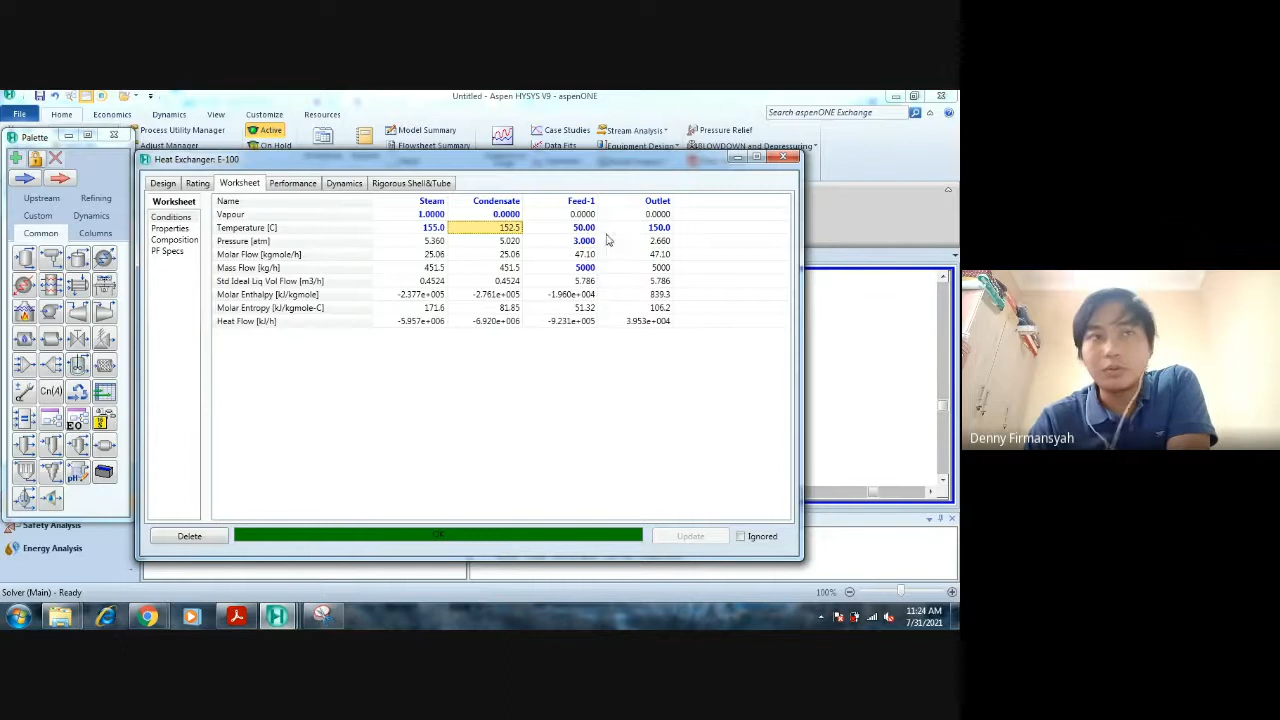 Untitled - Aspen HYSYS V9 - aspenONE
File Home Economics Dynamics View Customize Resources
Search aspenONE Exchange
Process Utility Manager Active Model Summary Case Studies Stream Analysis Pressure Relief
Adjust Manager On Hold Flowsheet Summary Data Fits Equipment Design BLOWDOWN and Depressuring
Palette
Upstream Refining
Custom Dynamics
Common Columns
Cn(4)
EO
pH
Heat Exchanger: E-100
Design Rating Worksheet Performance Dynamics Rigorous Shell&Tube
Worksheet
Conditions
Properties
Composition
PF Specs
Name Steam Condensate Feed-1 Outlet
Vapour 1.0000 0.0000 0.0000 0.0000
Temperature [C] 155.0 152.5 50.00 150.0
Pressure [atm] 5.360 5.020 3.000 2.660
Molar Flow [kgmole/h] 25.06 25.06 47.10 47.10
Mass Flow [kg/h] 451.5 451.5 5000 5000
Std Ideal Liq Vol Flow [m3/h] 0.4524 0.4524 5.786 5.786
Molar Enthalpy [kJ/kgmole] -2.377e+005 -2.761e+005 -1.960e+004 839.3
Molar Entropy [kJ/kgmole-C] 171.6 81.85 51.32 106.2
Heat Flow [kJ/h] -5.957e+006 -6.920e+006 -9.231e+005 3.953e+004
Delete OK Update Ignored
Safety Analysis
Energy Analysis
Solver (Main) - Ready
100%
11:24 AM
7/31/2021
Denny Firmansyah